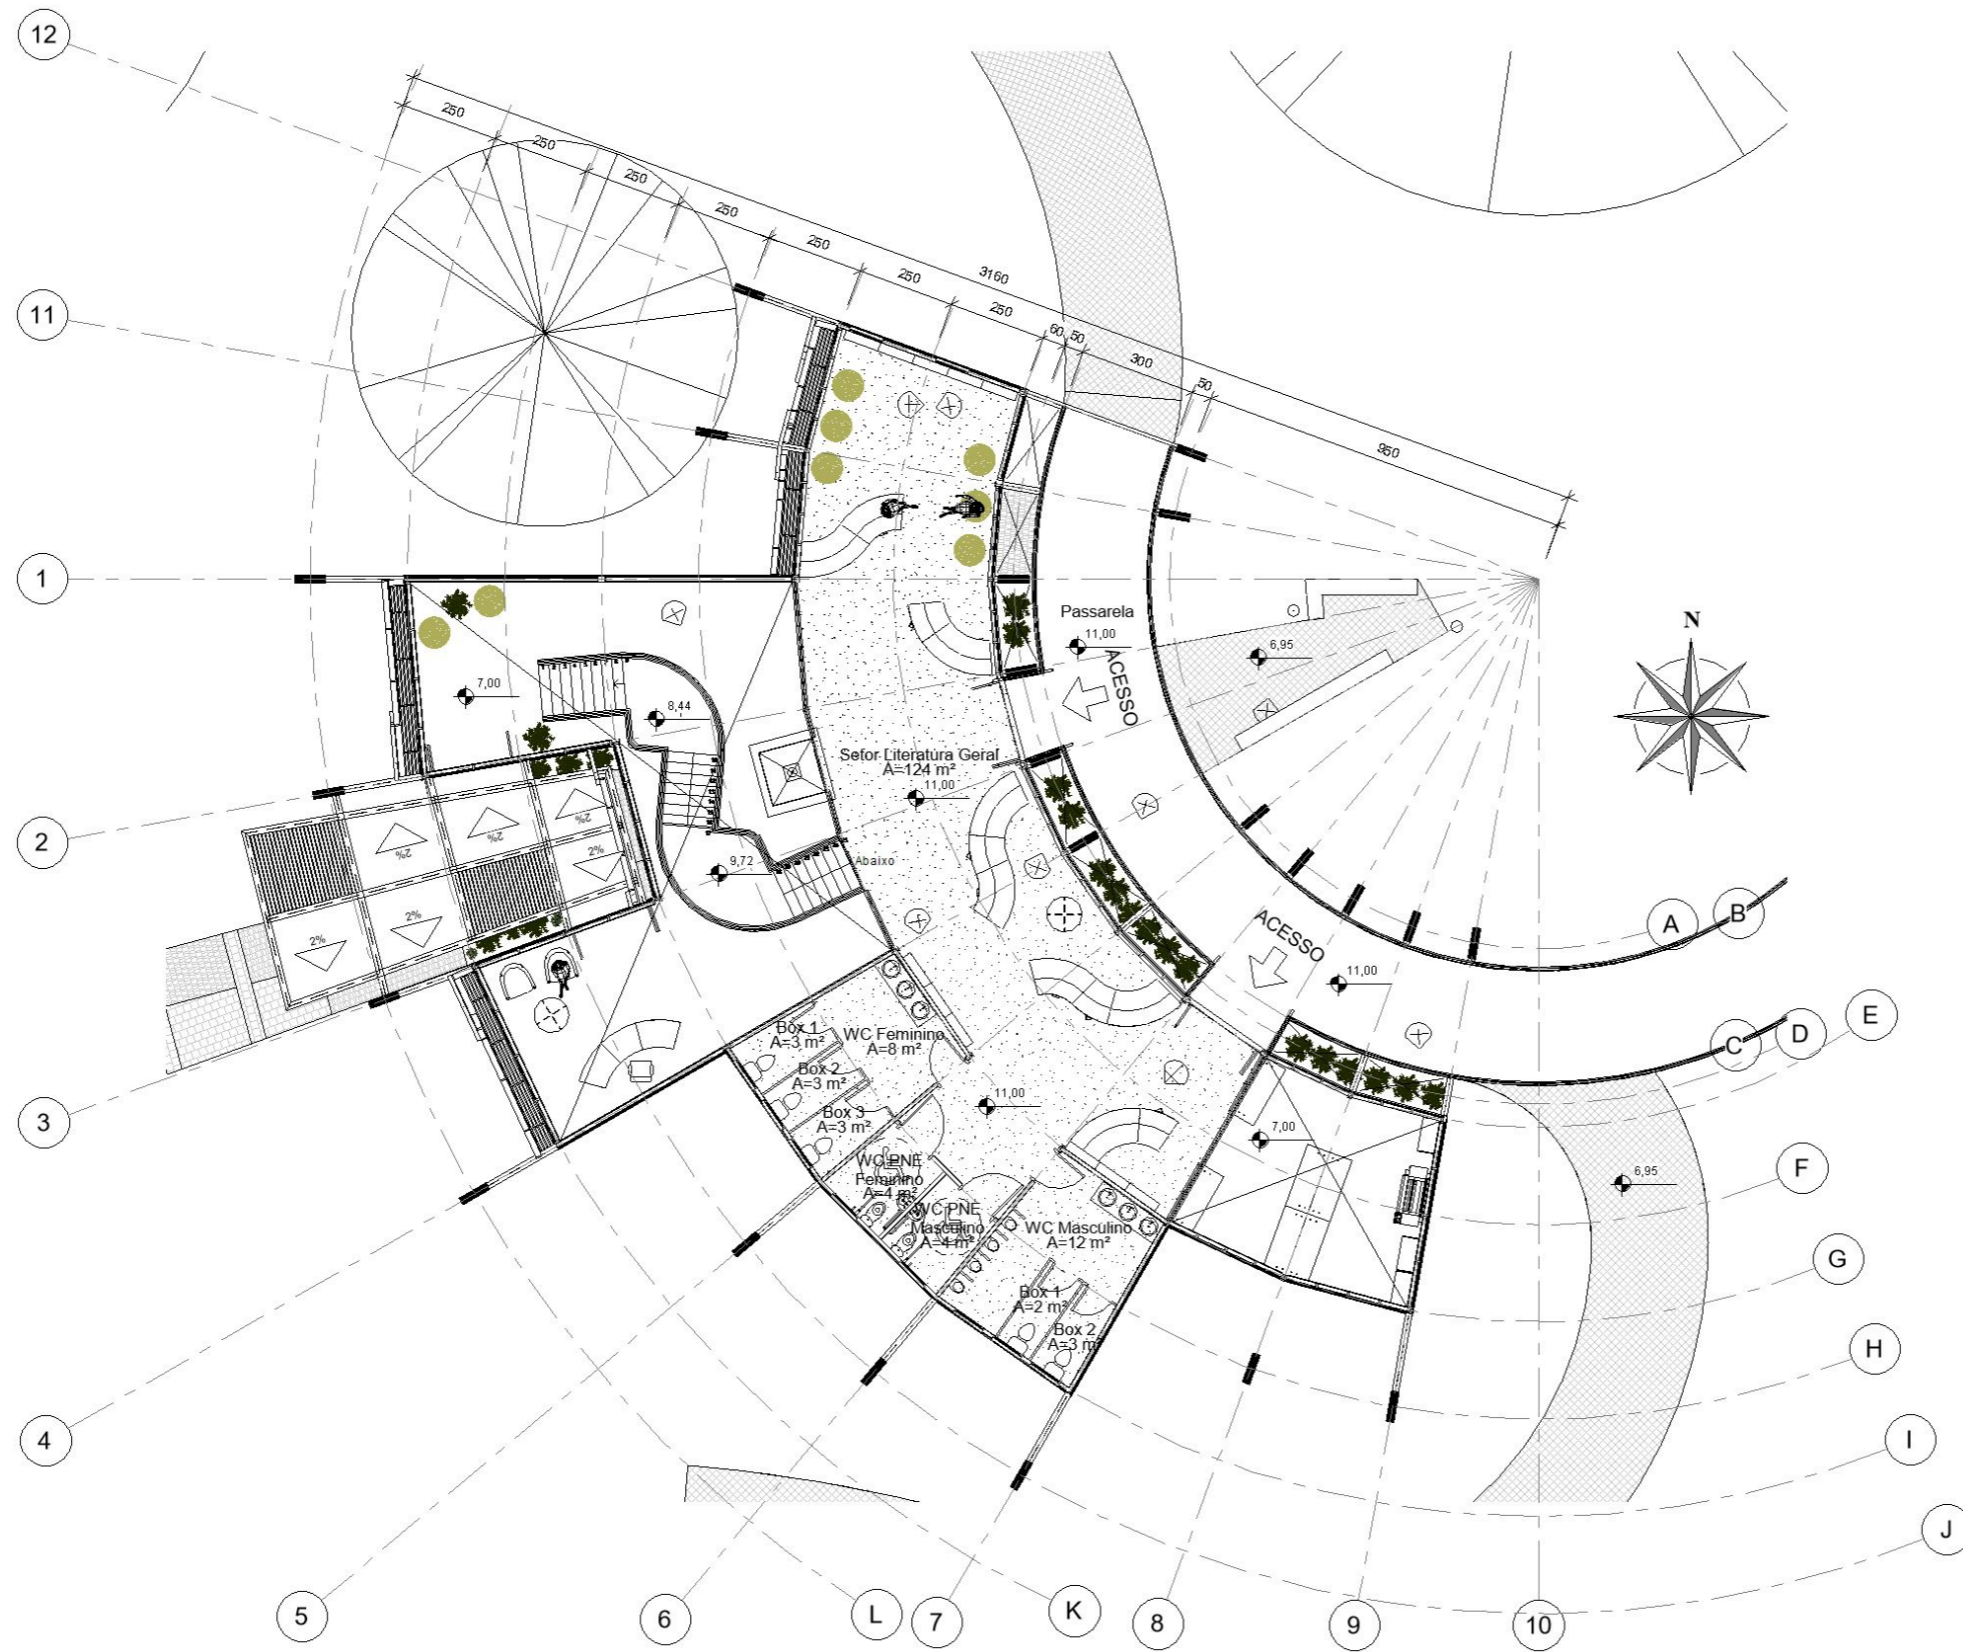 12
250
250
250
250
250
250
250
3160
60
50
300
50
950
11
1
Passarela
11,00
ACESSO
6,95
N
7,00
8,44
Setor Literatura Geral
A=124 m²
11,00
2%
2%
2%
2%
2%
2%
2
9,72
Abaixo
ACESSO
11,00
A
B
C
D
E
Box 1
A=3 m²
WC Feminino
A=8 m²
Box 2
A=3 m²
Box 3
A=3 m²
11,00
3
WC PNE
Feminino
A=4 m²
WC PNE
Masculino
A=4 m²
WC Masculino
A=12 m²
7,00
6,95
F
G
Box 1
A=2 m²
Box 2
A=3 m²
H
4
I
J
5
6
L
7
K
8
9
10